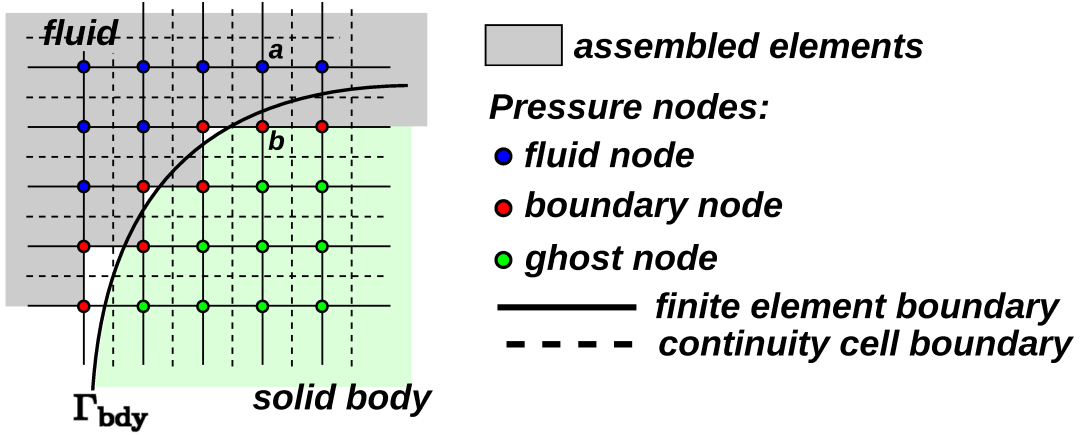 fluid
a
b
solid body
Γbdy
assembled elements
Pressure nodes:
fluid node
boundary node
ghost node
finite element boundary
continuity cell boundary